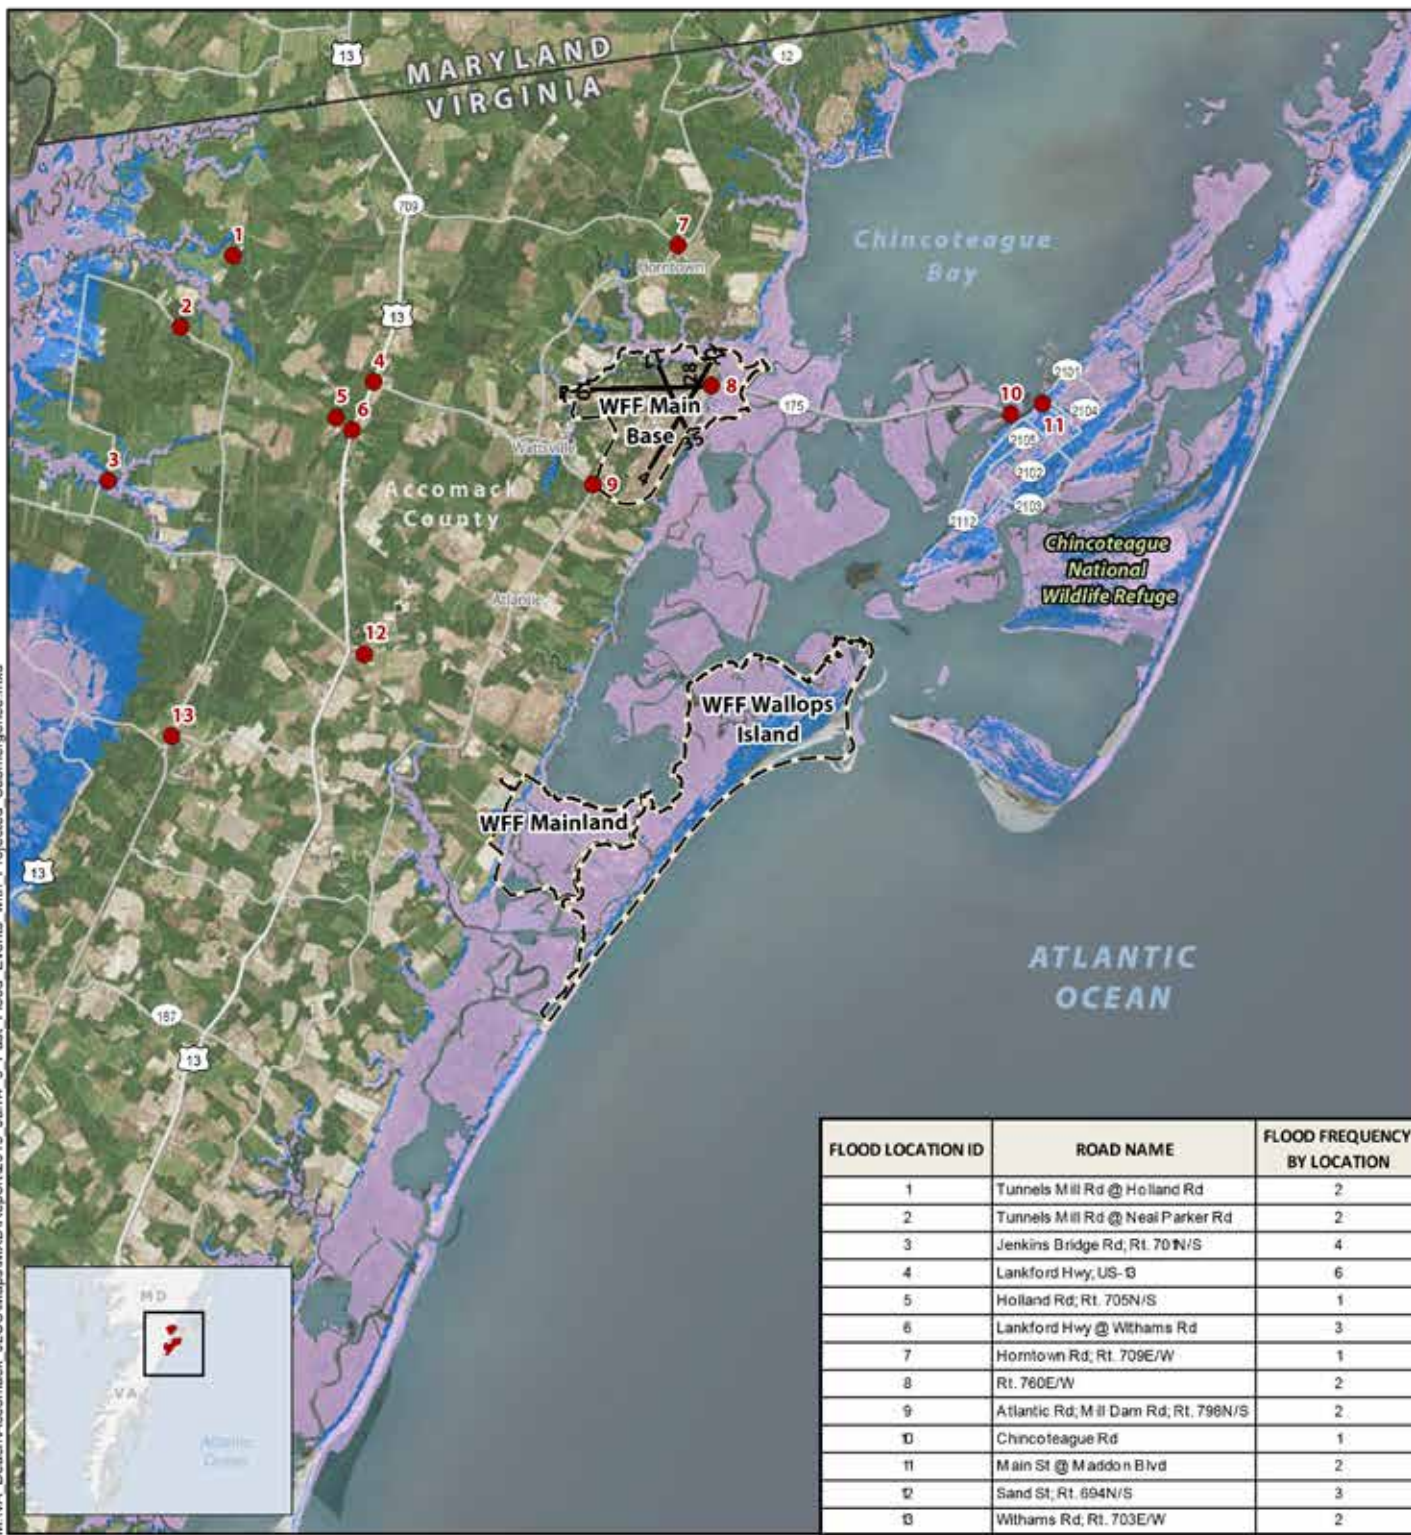 MARYLAND
VIRGINIA
13
12
709
Chincoteague
Bay
1
7
Horntown
2
13
4
5
6
28
8
WFF Main
Base
35
4
175
10
2101
11
2104
2105
2102
2103
2112
3
Wattsville
9
Accomack
County
Chincoteague
National
Wildlife Refuge
Atlantic
12
WFF Wallops
Island
13
WFF Mainland
13
ATLANTIC
OCEAN
187
13
MD
VA
Atlantic
Ocean
FLOOD LOCATION ID ROAD NAME FLOOD FREQUENCY BY LOCATION
1 Tunnels Mill Rd @ Holland Rd 2
2 Tunnels Mill Rd @ Neal Parker Rd 2
3 Jenkins Bridge Rd; Rt. 701N/S 4
4 Lankford Hwy; US-13 6
5 Holland Rd; Rt. 705N/S 1
6 Lankford Hwy @ Withams Rd 3
7 Horntown Rd; Rt. 709E/W 1
8 Rt. 760E/W 2
9 Atlantic Rd; Mill Dam Rd; Rt. 798N/S 2
10 Chincoteague Rd 1
11 Main St @ Maddon Blvd 2
12 Sand St; Rt. 694N/S 3
13 Withams Rd; Rt. 703E/W 2